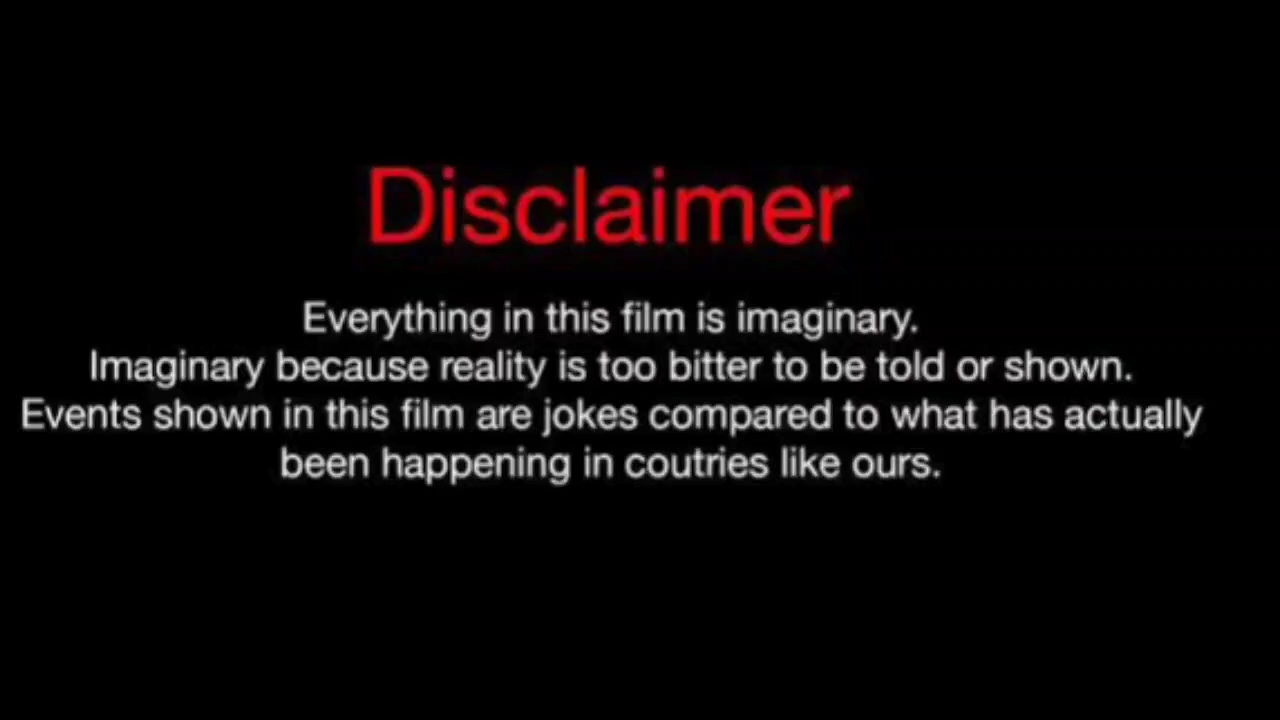 Disclaimer
Everything in this film is imaginary.
Imaginary because reality is too bitter to be told or shown.
Events shown in this film are jokes compared to what has actually
been happening in coutries like ours.